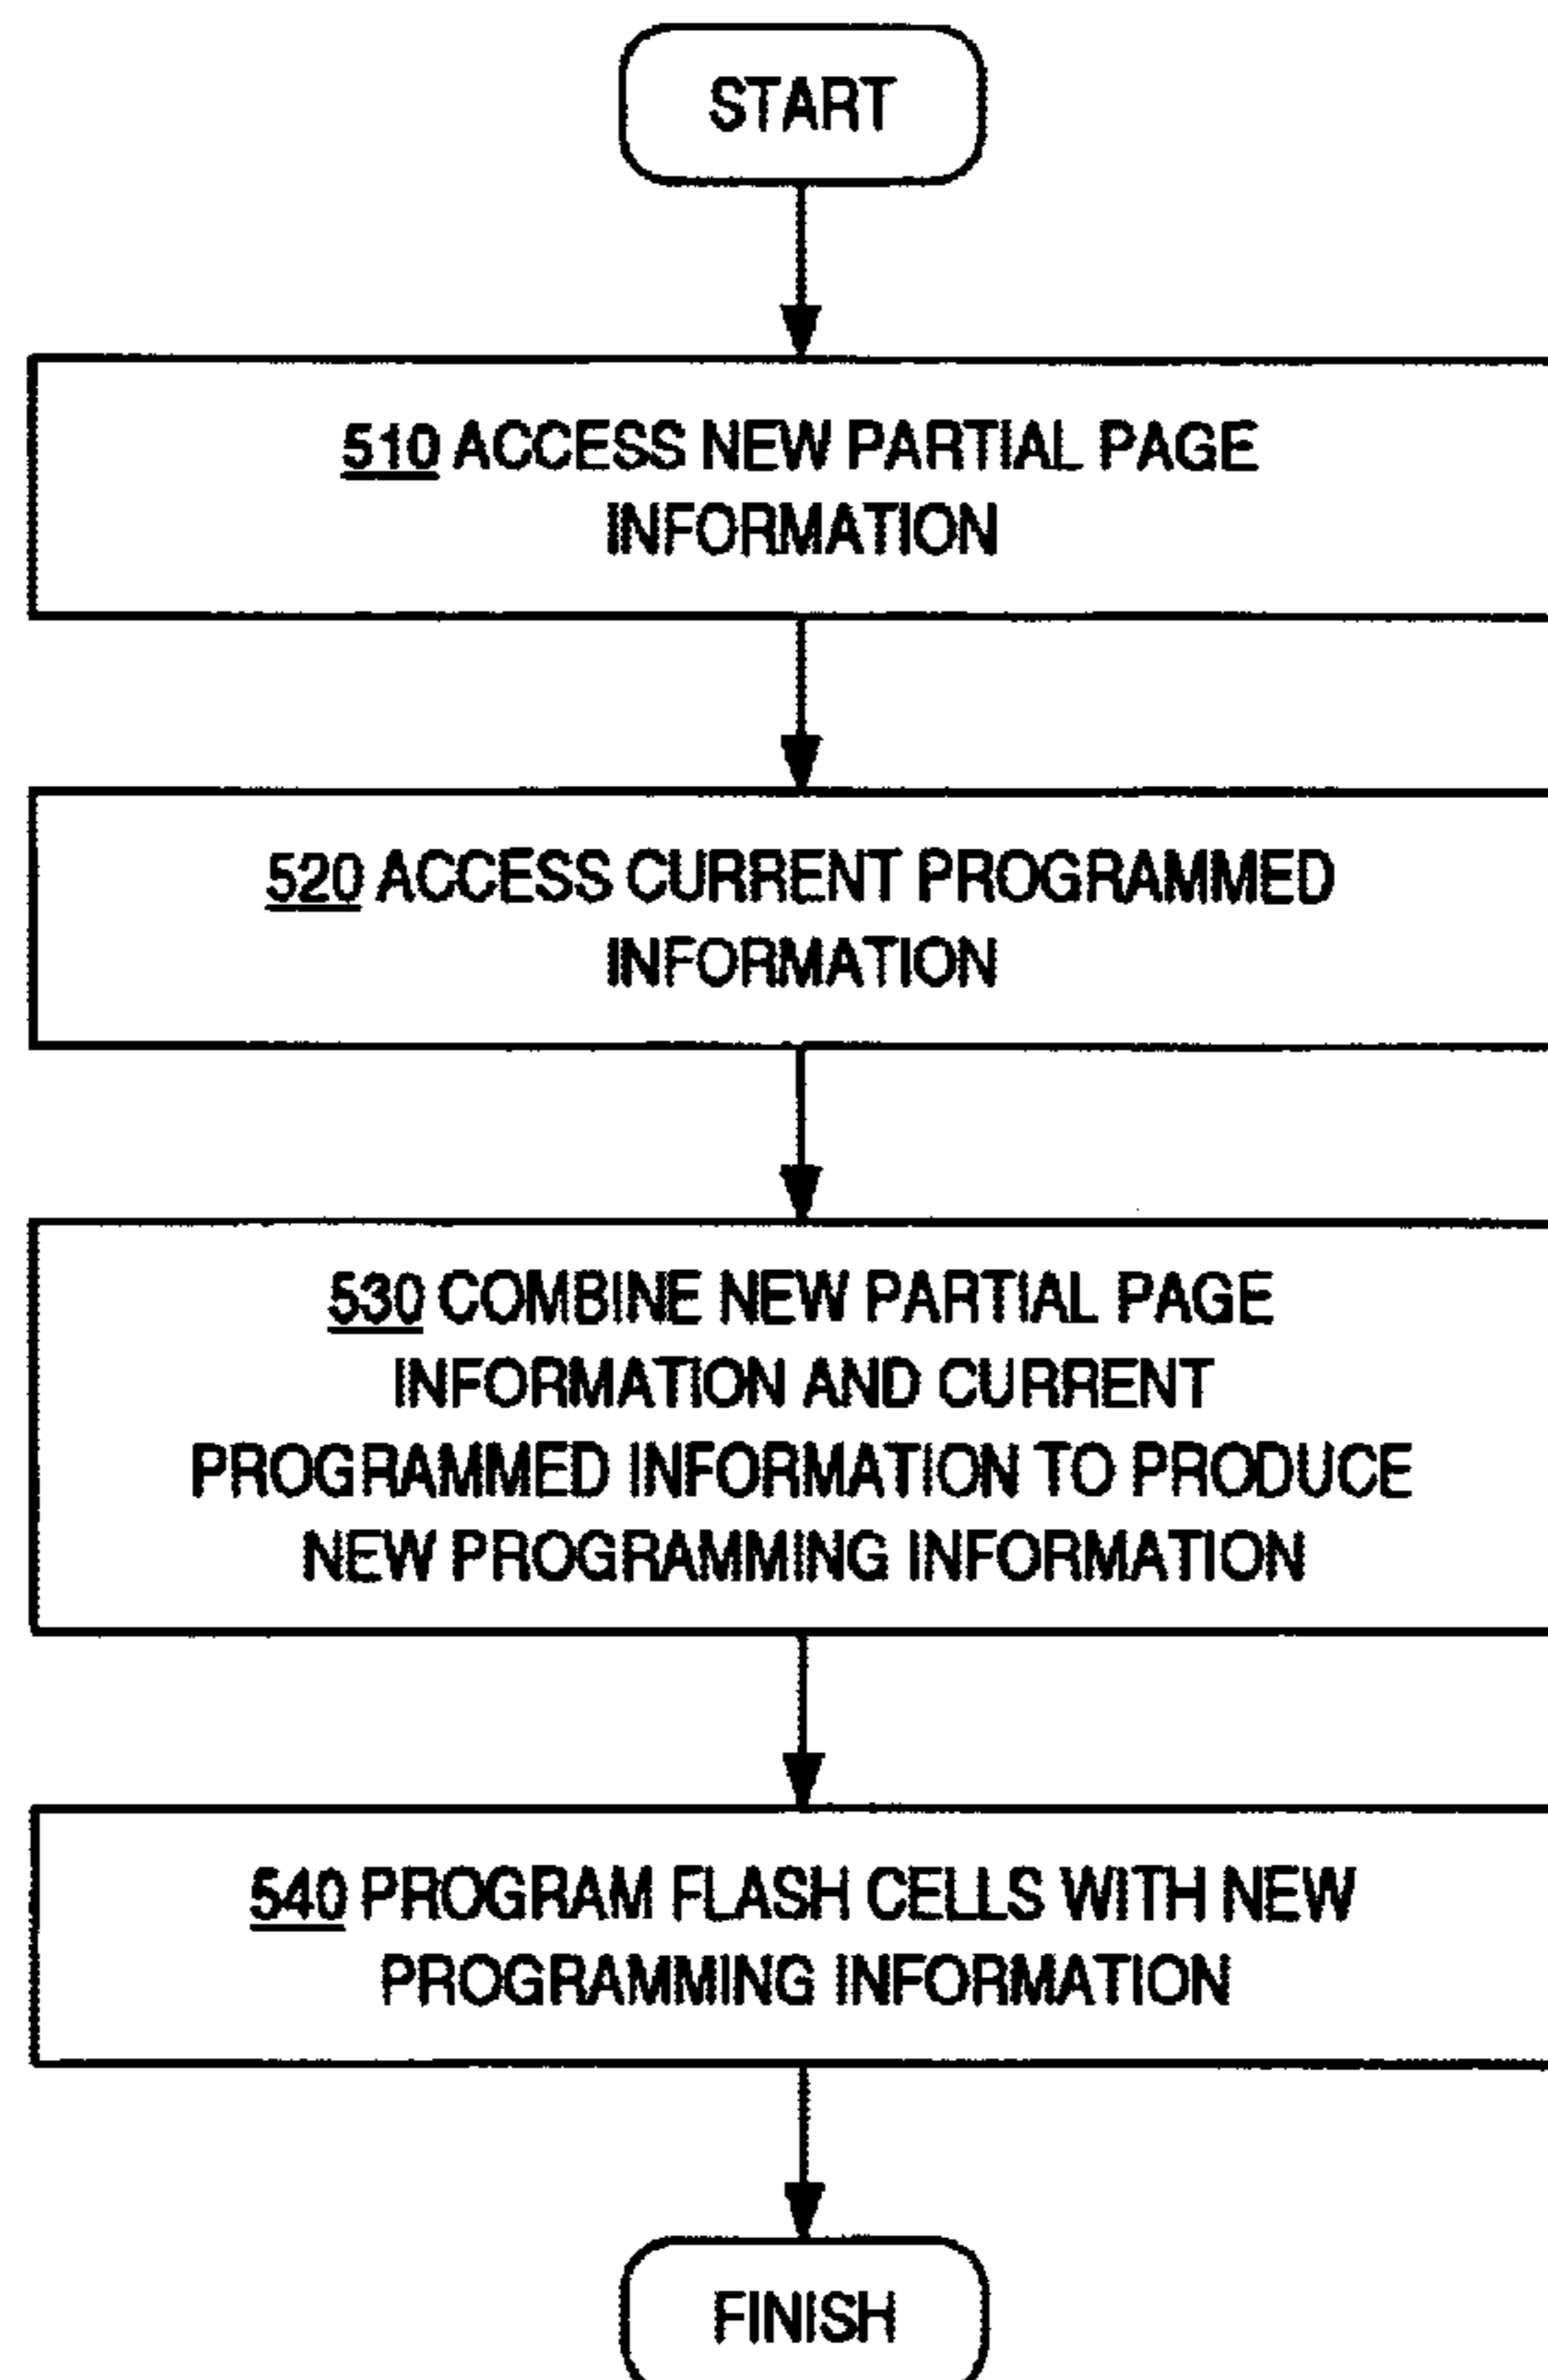 START
510 ACCESS NEW PARTIAL PAGE
INFORMATION
520 ACCESS CURRENT PROGRAMMED
INFORMATION
530 COMBINE NEW PARTIAL PAGE
INFORMATION AND CURRENT
PROGRAMMED INFORMATION TO PRODUCE
NEW PROGRAMMING INFORMATION
540 PROGRAM FLASH CELLS WITH NEW
PROGRAMMING INFORMATION
FINISH